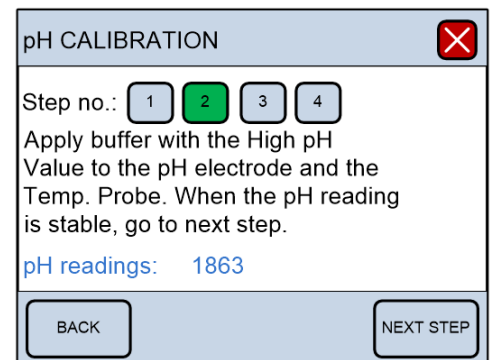 pH CALIBRATION
Step no.: 1 2 3 4
Apply buffer with the High pH
Value to the pH electrode and the
Temp. Probe. When the pH reading
is stable, go to next step.
pH readings: 1863
BACK NEXT STEP